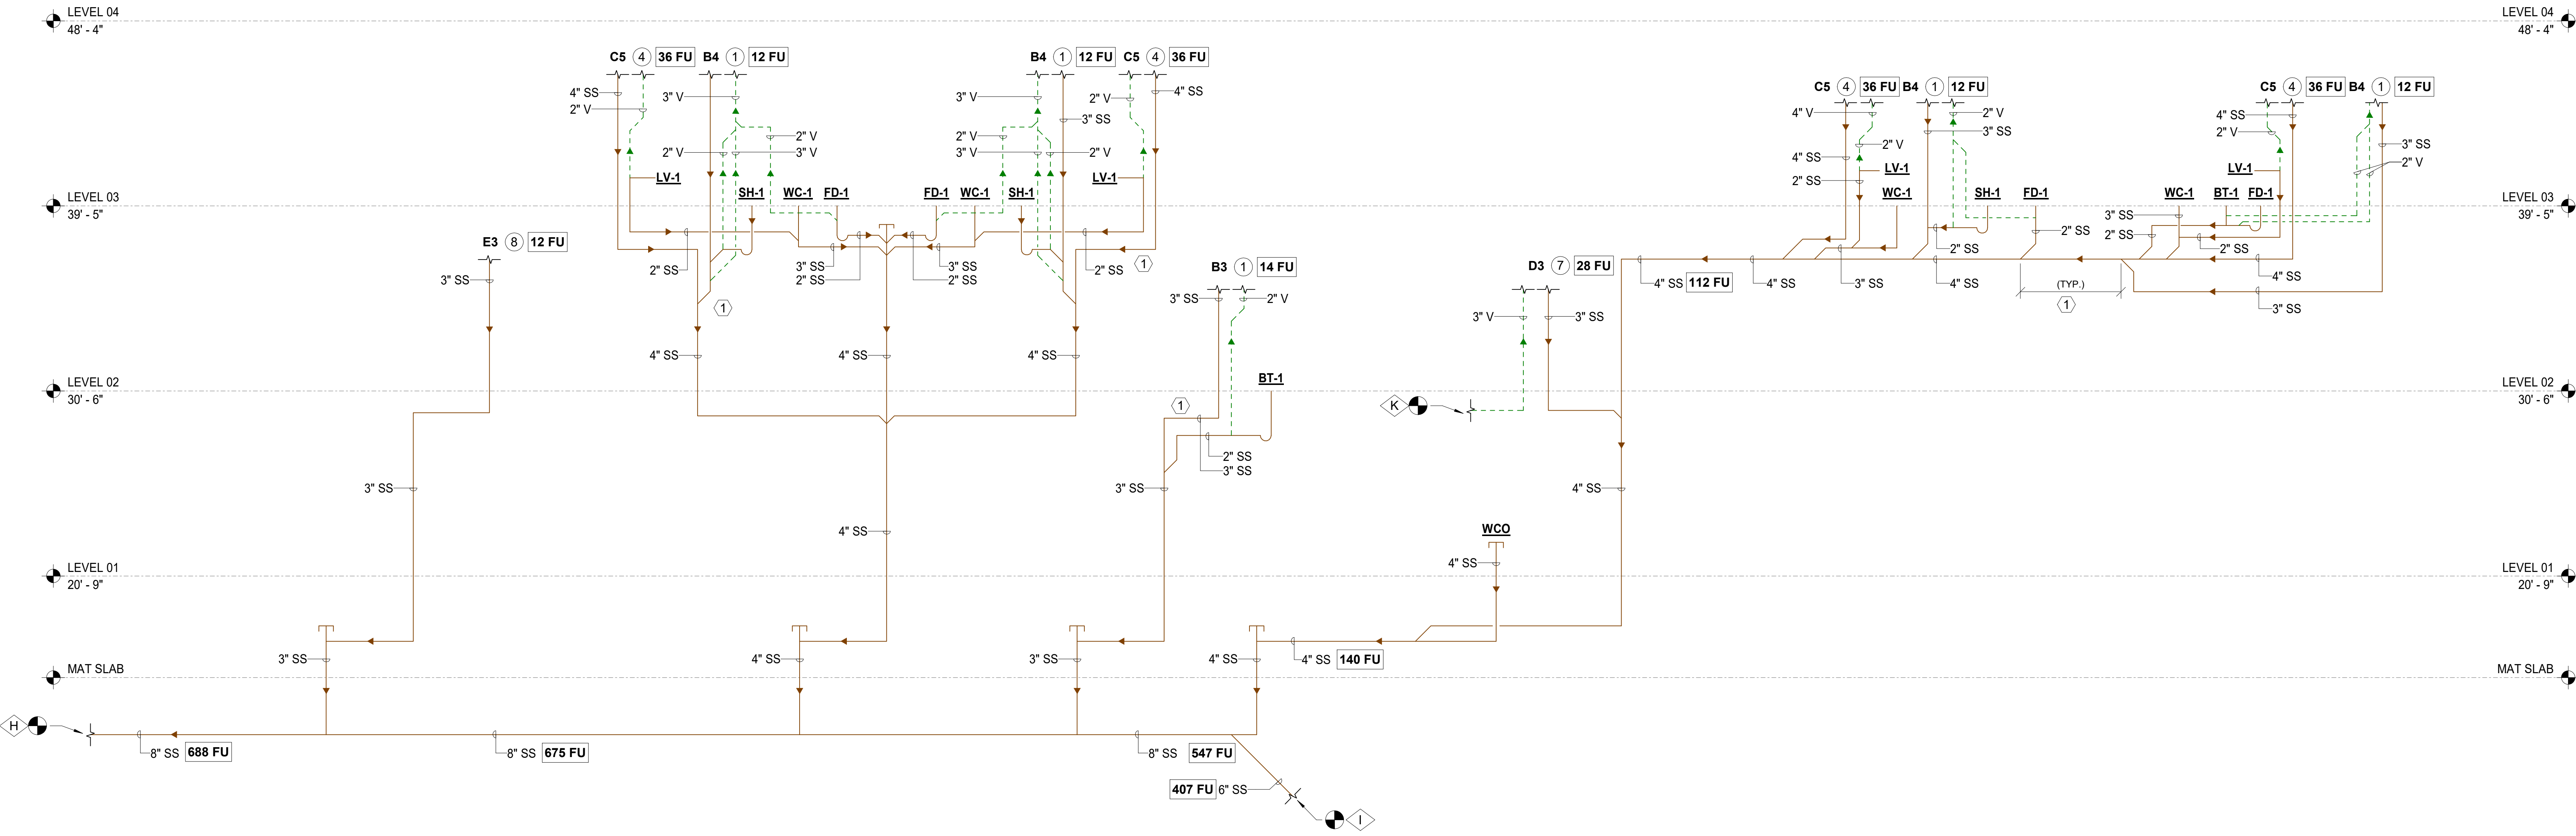 LEVEL 04
48' - 4"
LEVEL 04
48' - 4"
C5 4 36 FU B4 1 12 FU
B4 1 12 FU C5 4 36 FU
C5 4 36 FU B4 1 12 FU
C5 4 36 FU B4 1 12 FU
4" SS
2" V
3" V
3" V
2" V
4" SS
3" SS
2" V
2" V
3" V
2" V
3" V
2" V
4" V
2" V
3" SS
2" V
4" SS
2" SS
4" SS
2" V
3" SS
2" V
LV-1
LV-1
LV-1
LV-1
SH-1 WC-1 FD-1
FD-1 WC-1 SH-1
WC-1
SH-1
FD-1
WC-1 BT-1 FD-1
LEVEL 03
39' - 5"
LEVEL 03
39' - 5"
E3 8 12 FU
3" SS
2" SS
3" SS
2" SS
3" SS
2" SS
2" SS
1
1
B3 1 14 FU
3" SS
2" V
D3 7 28 FU
3" V
3" SS
4" SS 112 FU
4" SS
3" SS
2" SS
4" SS
2" SS
3" SS
2" SS
2" SS
4" SS
3" SS
(TYP.)
1
4" SS
4" SS
4" SS
BT-1
LEVEL 02
30' - 6"
LEVEL 02
30' - 6"
K
1
2" SS
3" SS
3" SS
3" SS
4" SS
4" SS
WCO
4" SS
LEVEL 01
20' - 9"
LEVEL 01
20' - 9"
3" SS
4" SS
3" SS
4" SS
4" SS 140 FU
MAT SLAB
MAT SLAB
H
8" SS 688 FU
8" SS 675 FU
8" SS 547 FU
407 FU 6" SS
I